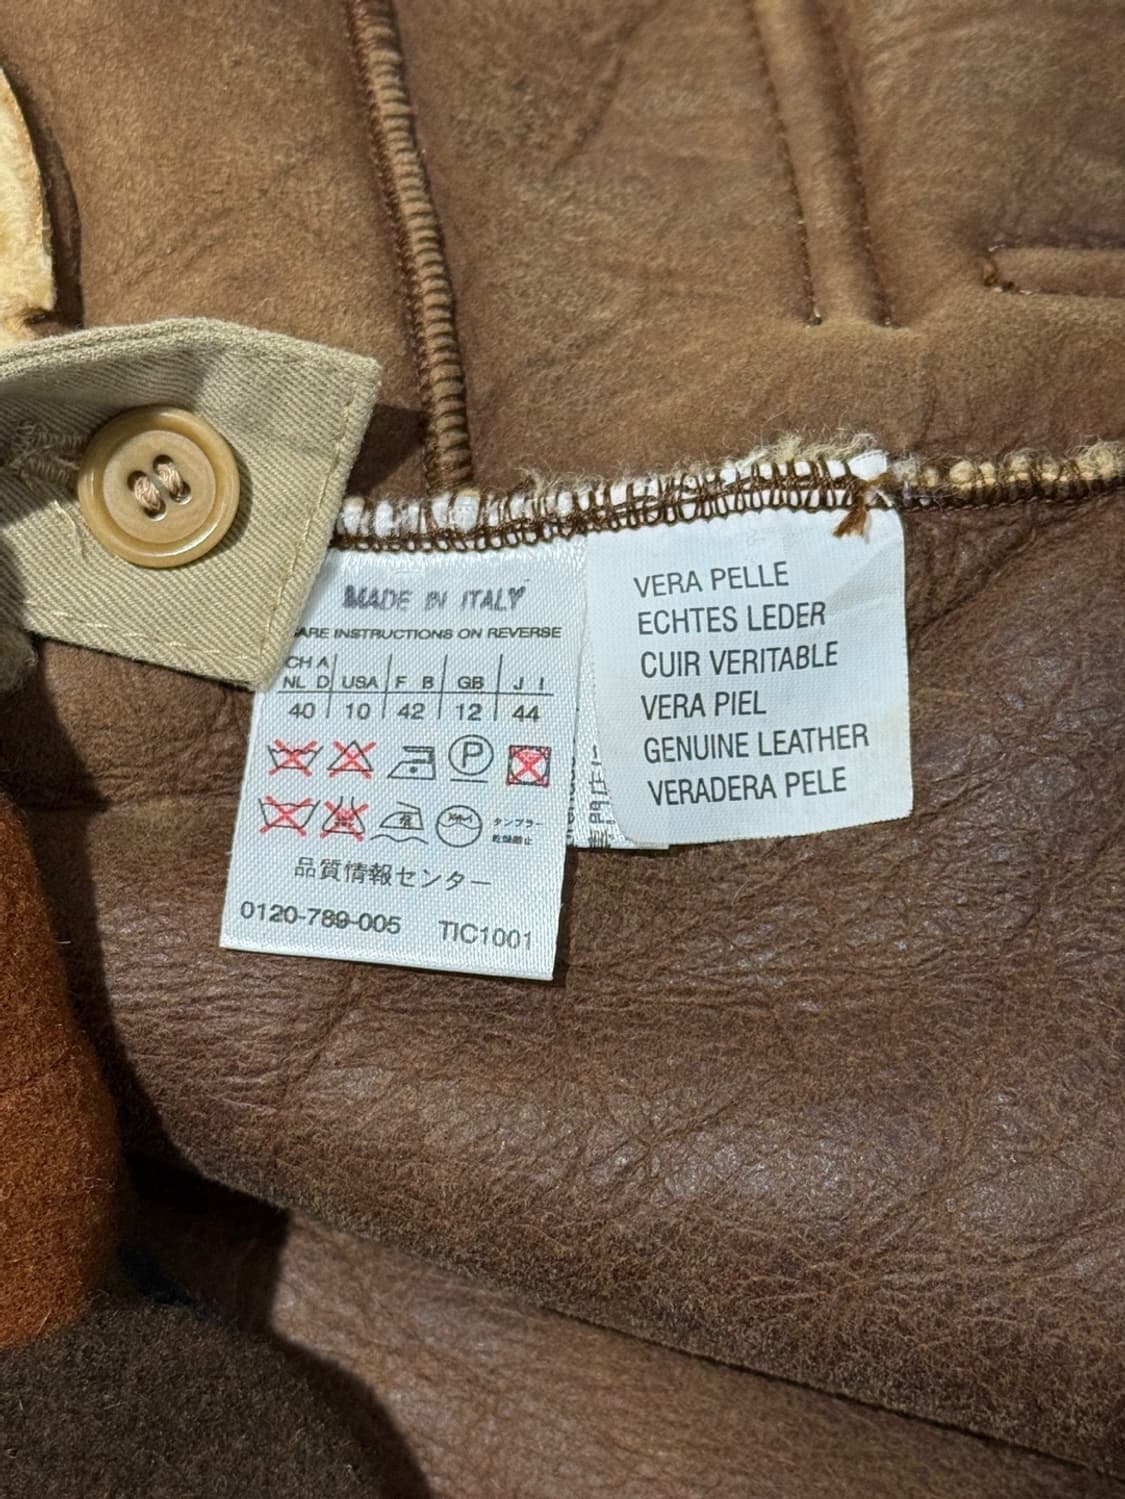 MADE IN ITALY
ARE INSTRUCTIONS ON REVERSE
CH A
NL D USA F B GB J I
40 10 42 12 44
P
タンブラー
乾燥禁止
品質情報センター
0120-789-005 TIC1001
VERA PELLE
ECHTES LEDER
CUIR VERITABLE
VERA PIEL
GENUINE LEATHER
VERADERA PELE